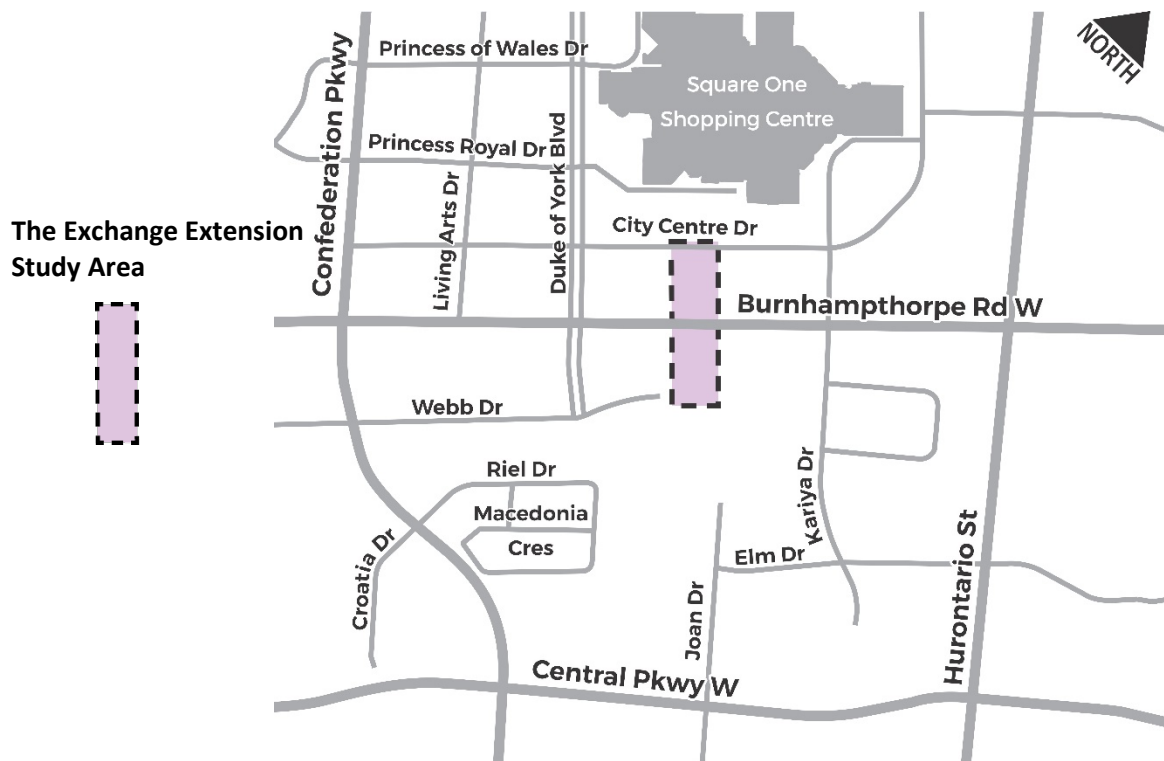 Princess of Wales Dr
Confederation Pkwy
NORTH
Square One
Shopping Centre
Princess Royal Dr
Duke of York Blvd
Living Arts Dr
The Exchange Extension
Study Area
City Centre Dr
Burnhampthorpe Rd W
Webb Dr
Riel Dr
Macedonia
Cres
Croatia Dr
Kariya Dr
Elm Dr
Joan Dr
Hurontario St
Central Pkwy W